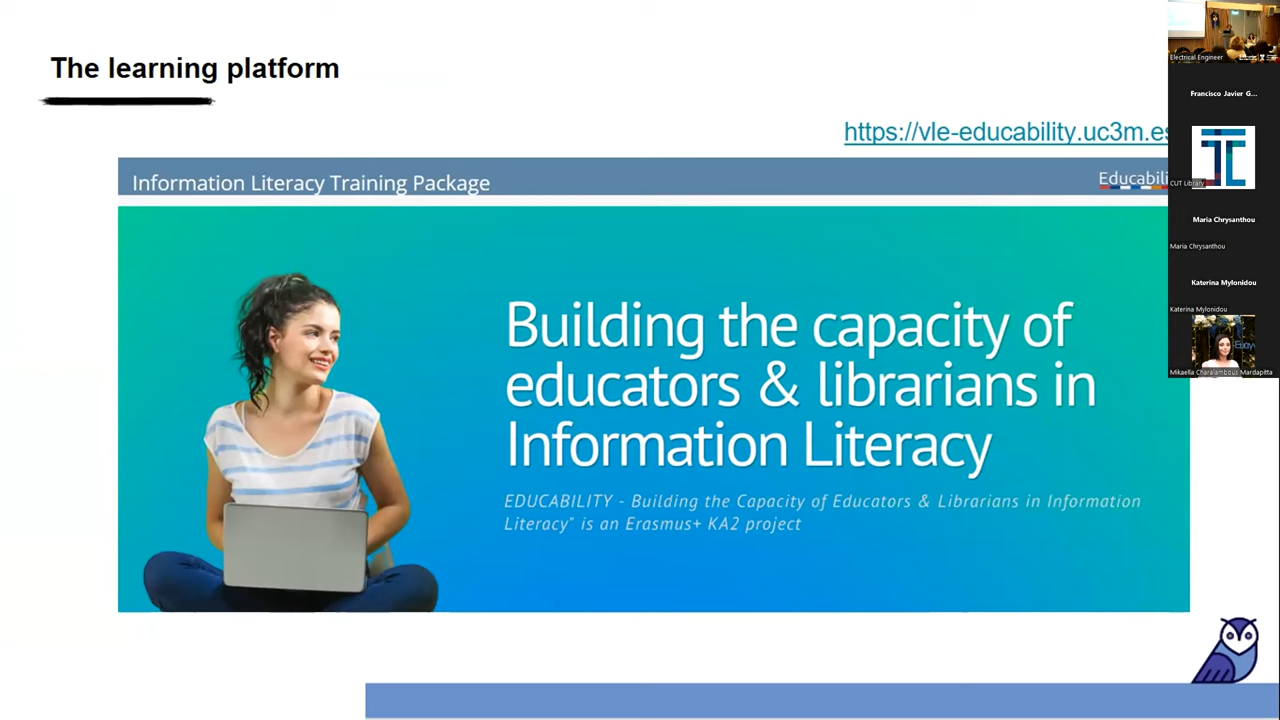 The learning platform
https://vle-educability.uc3m.es
Information Literacy Training Package
Educabili
Building the capacity of
educators & librarians in
Information Literacy
EDUCABILITY - Building the Capacity of Educators & Librarians in Information
Literacy" is an Erasmus+ KA2 project
Electrical Engineer
Francisco Javier G...
CUT Library
Maria Chrysanthou
Maria Chrysanthou
Katerina Mylonidou
Katerina Mylonidou
Mikaella Charalambous Mardapitta